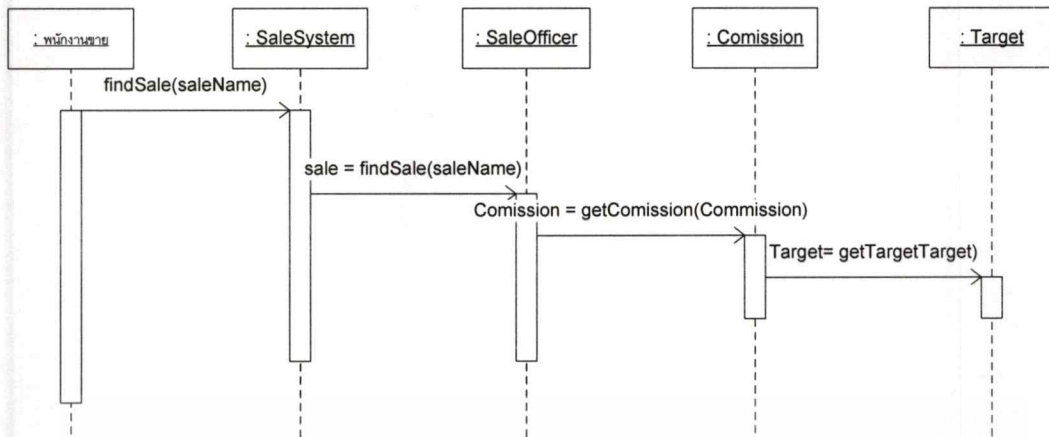 : พนักงานขาย
: SaleSystem
: SaleOfficer
: Comission
: Target
findSale(saleName)
sale = findSale(saleName)
Comission = getComission(Commission)
Target= getTargetTarget)